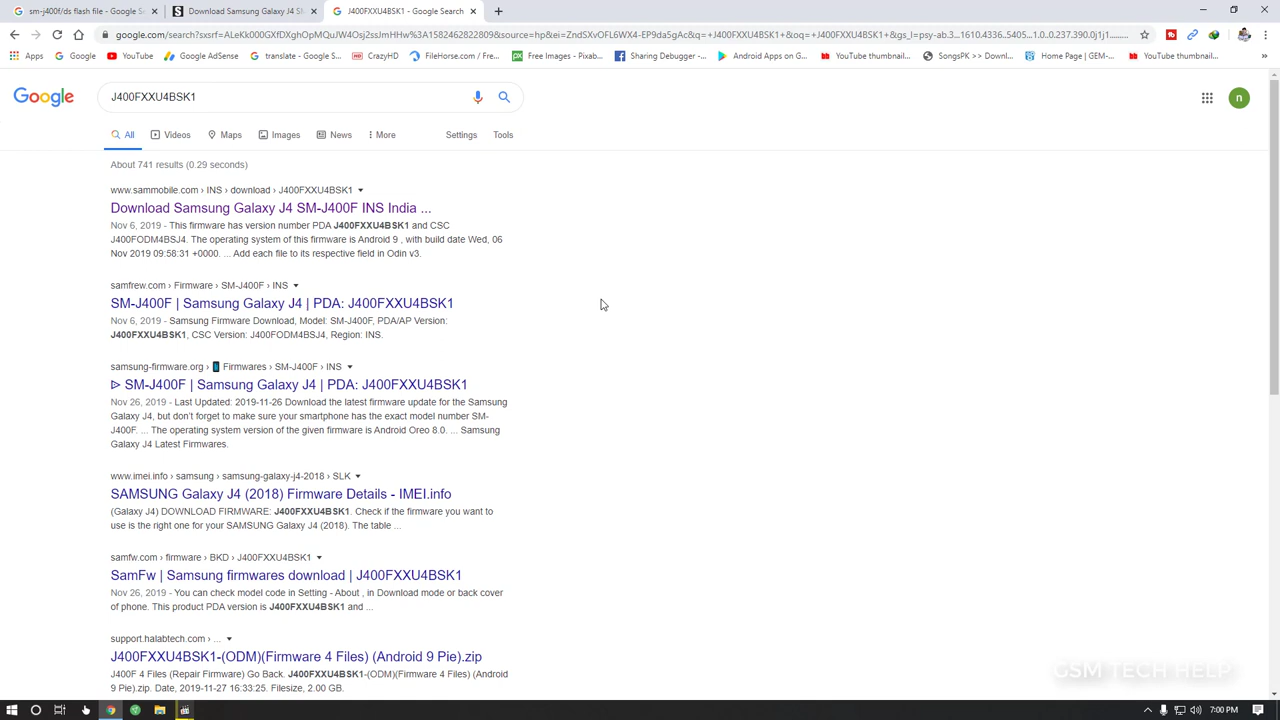 sm-j400f/ds flash file - Google Se
Download Samsung Galaxy J4 SM
J400FXXU4BSK1 - Google Search
google.com/search?sxsrf=ALeKk000GXfDXghOpMQuJW4Osj2ssJmHHw%3A1582462822809&source=hp&ei=ZndSXvOFL6WX4-EP9da5gAc&q=+J400FXXU4BSK1+&oq=+J400FXXU4BSK1+&gs_l=psy-ab.3...1610.4336..5405...1.0..0.237.390.0j1j1.......
Apps
Google
YouTube
Google AdSense
translate - Google S...
CrazyHD
FileHorse.com / Fre...
Free Images - Pixab...
Sharing Debugger -...
Android Apps on G...
YouTube thumbnail...
SongsPK >> Downl...
Home Page | GEM-...
YouTube thumbnail...
Google
J400FXXU4BSK1
n
All
Videos
Maps
Images
News
More
Settings
Tools
About 741 results (0.29 seconds)
www.sammobile.com › INS › download › J400FXXU4BSK1
Download Samsung Galaxy J4 SM-J400F INS India ...
Nov 6, 2019 - This firmware has version number PDA J400FXXU4BSK1 and CSC
J400FODM4BSJ4. The operating system of this firmware is Android 9 , with build date Wed, 06
Nov 2019 09:58:31 +0000. ... Add each file to its respective field in Odin v3.
samfrew.com › Firmware › SM-J400F › INS
SM-J400F | Samsung Galaxy J4 | PDA: J400FXXU4BSK1
Nov 6, 2019 - Samsung Firmware Download, Model: SM-J400F, PDA/AP Version:
J400FXXU4BSK1, CSC Version: J400FODM4BSJ4, Region: INS.
samsung-firmware.org › Firmwares › SM-J400F › INS
ᐅ SM-J400F | Samsung Galaxy J4 | PDA: J400FXXU4BSK1
Nov 26, 2019 - Last Updated: 2019-11-26 Download the latest firmware update for the Samsung
Galaxy J4, but don't forget to make sure your smartphone has the exact model number SM-
J400F. ... The operating system version of the given firmware is Android Oreo 8.0. ... Samsung
Galaxy J4 Latest Firmwares.
www.imei.info › samsung › samsung-galaxy-j4-2018 › SLK
SAMSUNG Galaxy J4 (2018) Firmware Details - IMEI.info
(Galaxy J4) DOWNLOAD FIRMWARE: J400FXXU4BSK1. Check if the firmware you want to
use is the right one for your SAMSUNG Galaxy J4 (2018). The table ...
samfw.com › firmware › BKD › J400FXXU4BSK1
SamFw | Samsung firmwares download | J400FXXU4BSK1
Nov 26, 2019 - You can check model code in Setting - About , in Download mode or back cover
of phone. This product PDA version is J400FXXU4BSK1 and ...
support.halabtech.com › ...
J400FXXU4BSK1-(ODM)(Firmware 4 Files) (Android 9 Pie).zip
J400F 4 Files (Repair Firmware) Go Back. J400FXXU4BSK1-(ODM)(Firmware 4 Files) (Android
9 Pie).zip. Date, 2019-11-27 16:33:25. Filesize, 2.00 GB.
GSM TECH HELP
7:00 PM